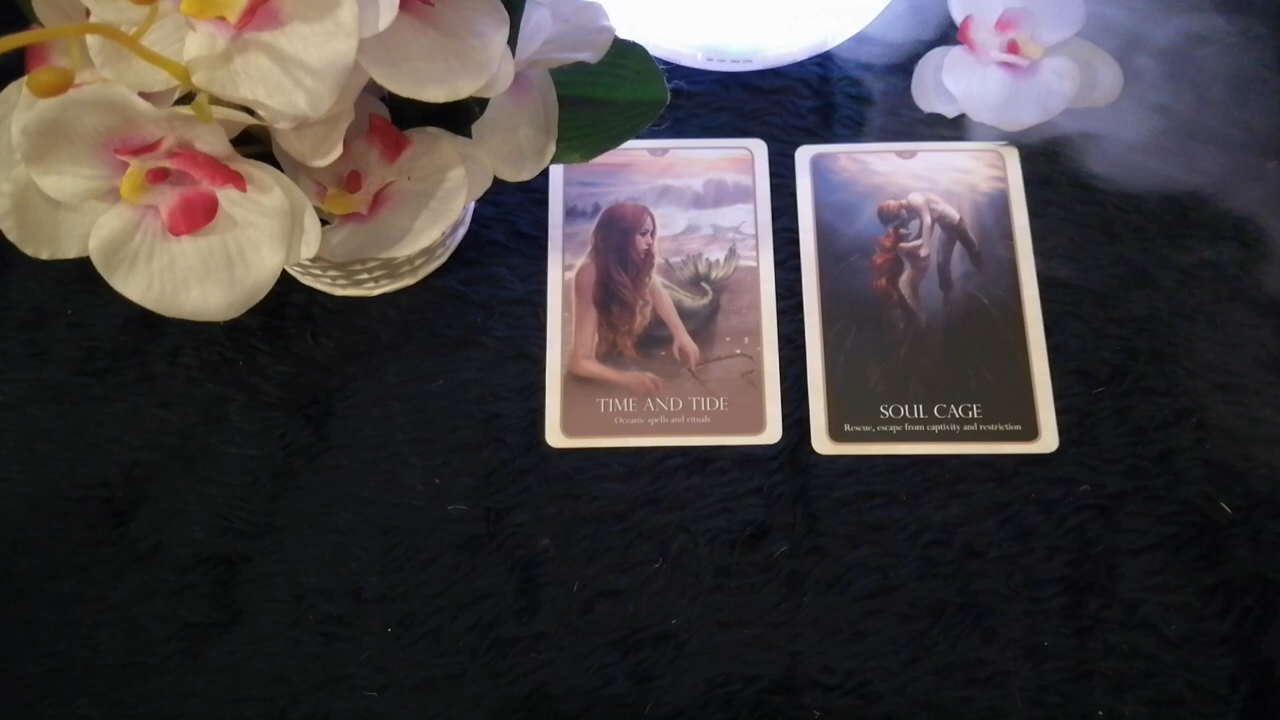 TIME AND TIDE
Oceanic spells and rituals
SOUL CAGE
Rescue, escape from captivity and restriction